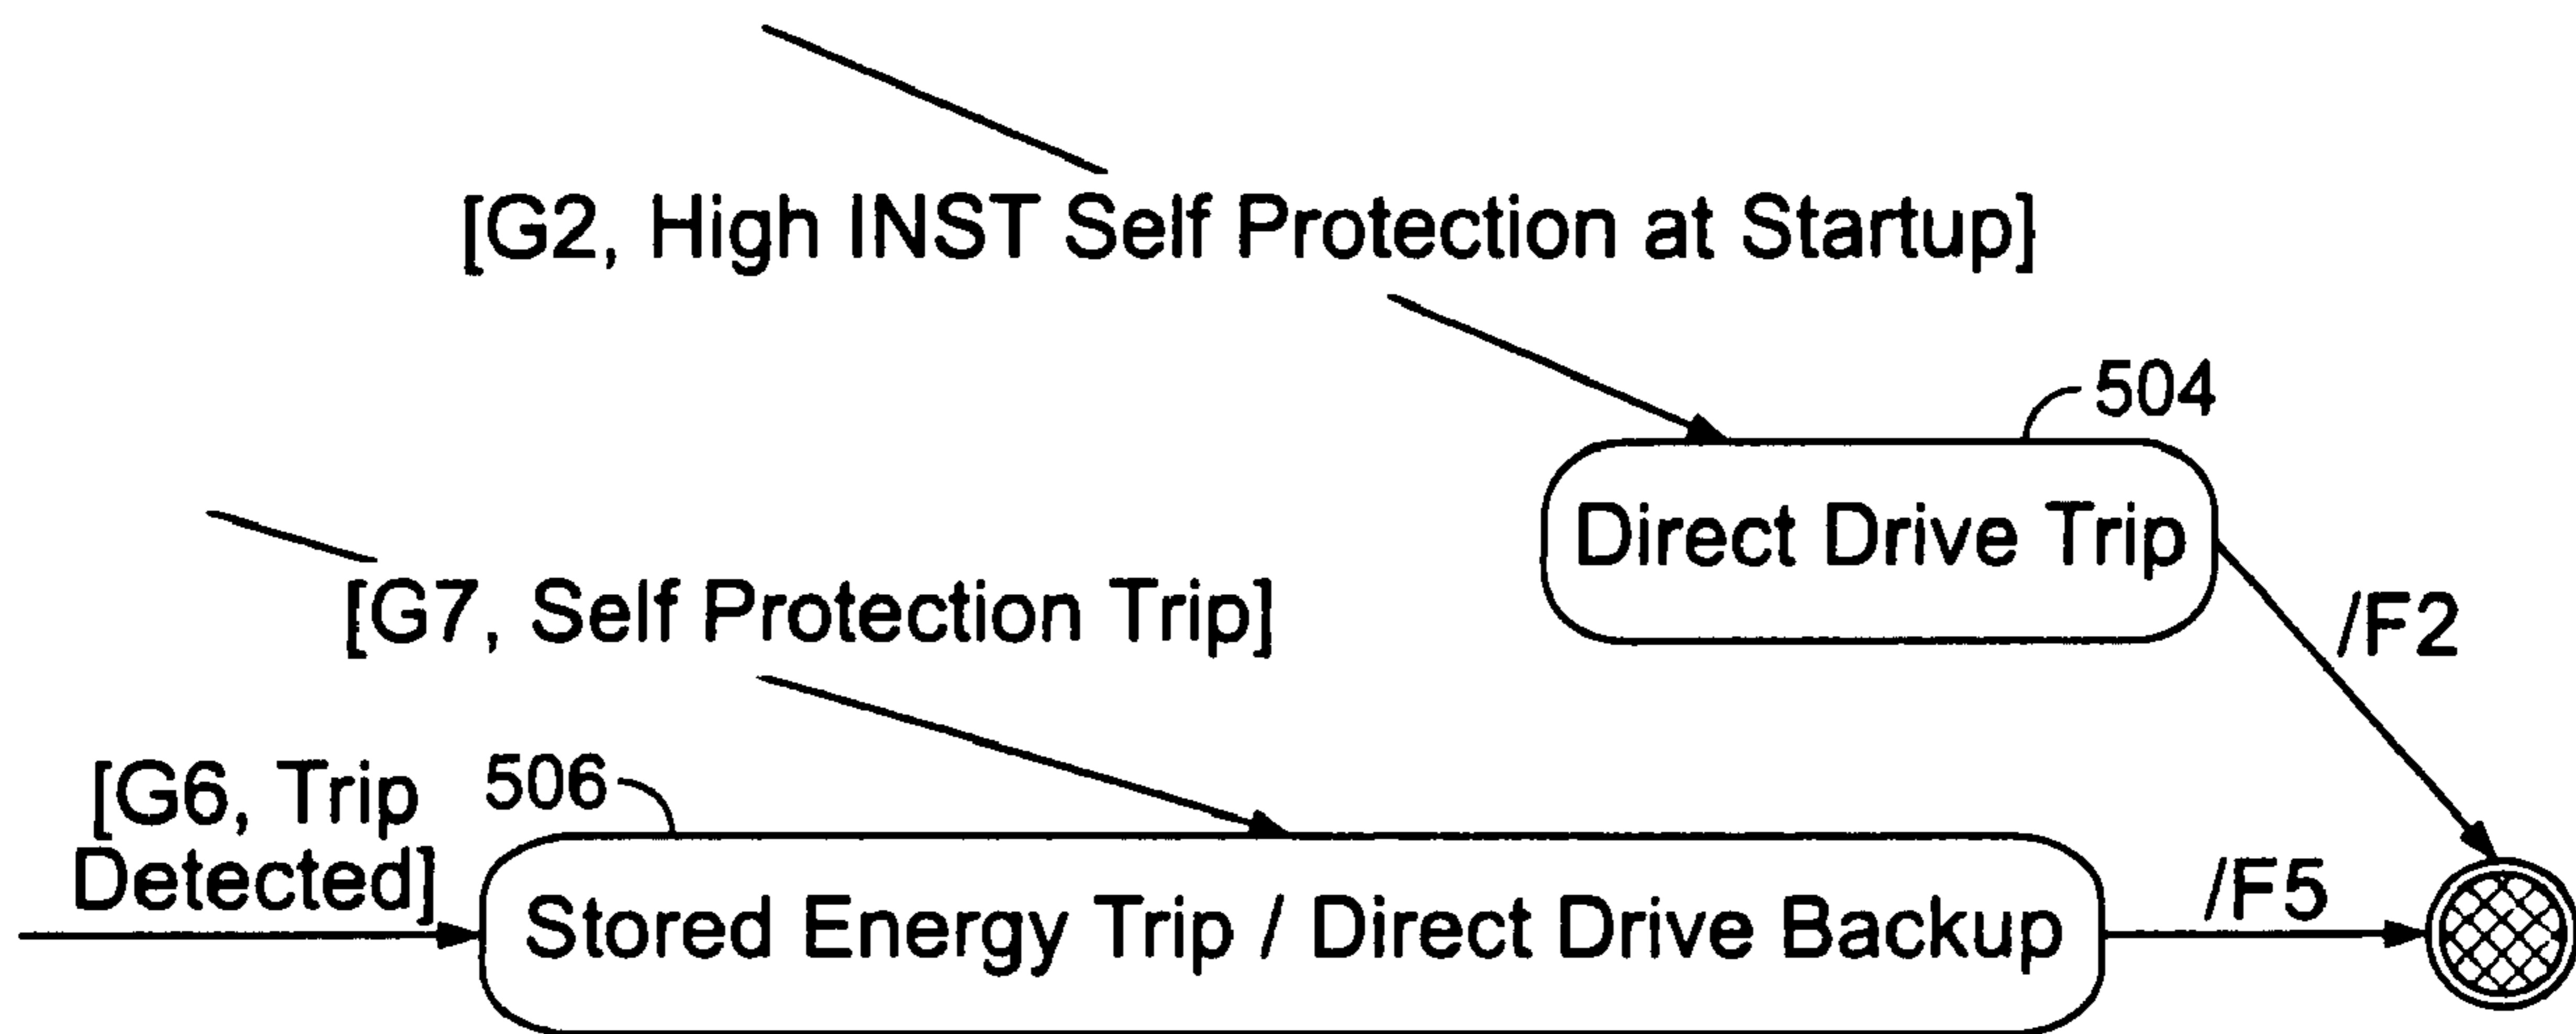 [G2, High INST Self Protection at Startup]
504
Direct Drive Trip
/F2
[G7, Self Protection Trip]
[G6, Trip
Detected]
506
Stored Energy Trip / Direct Drive Backup
/F5